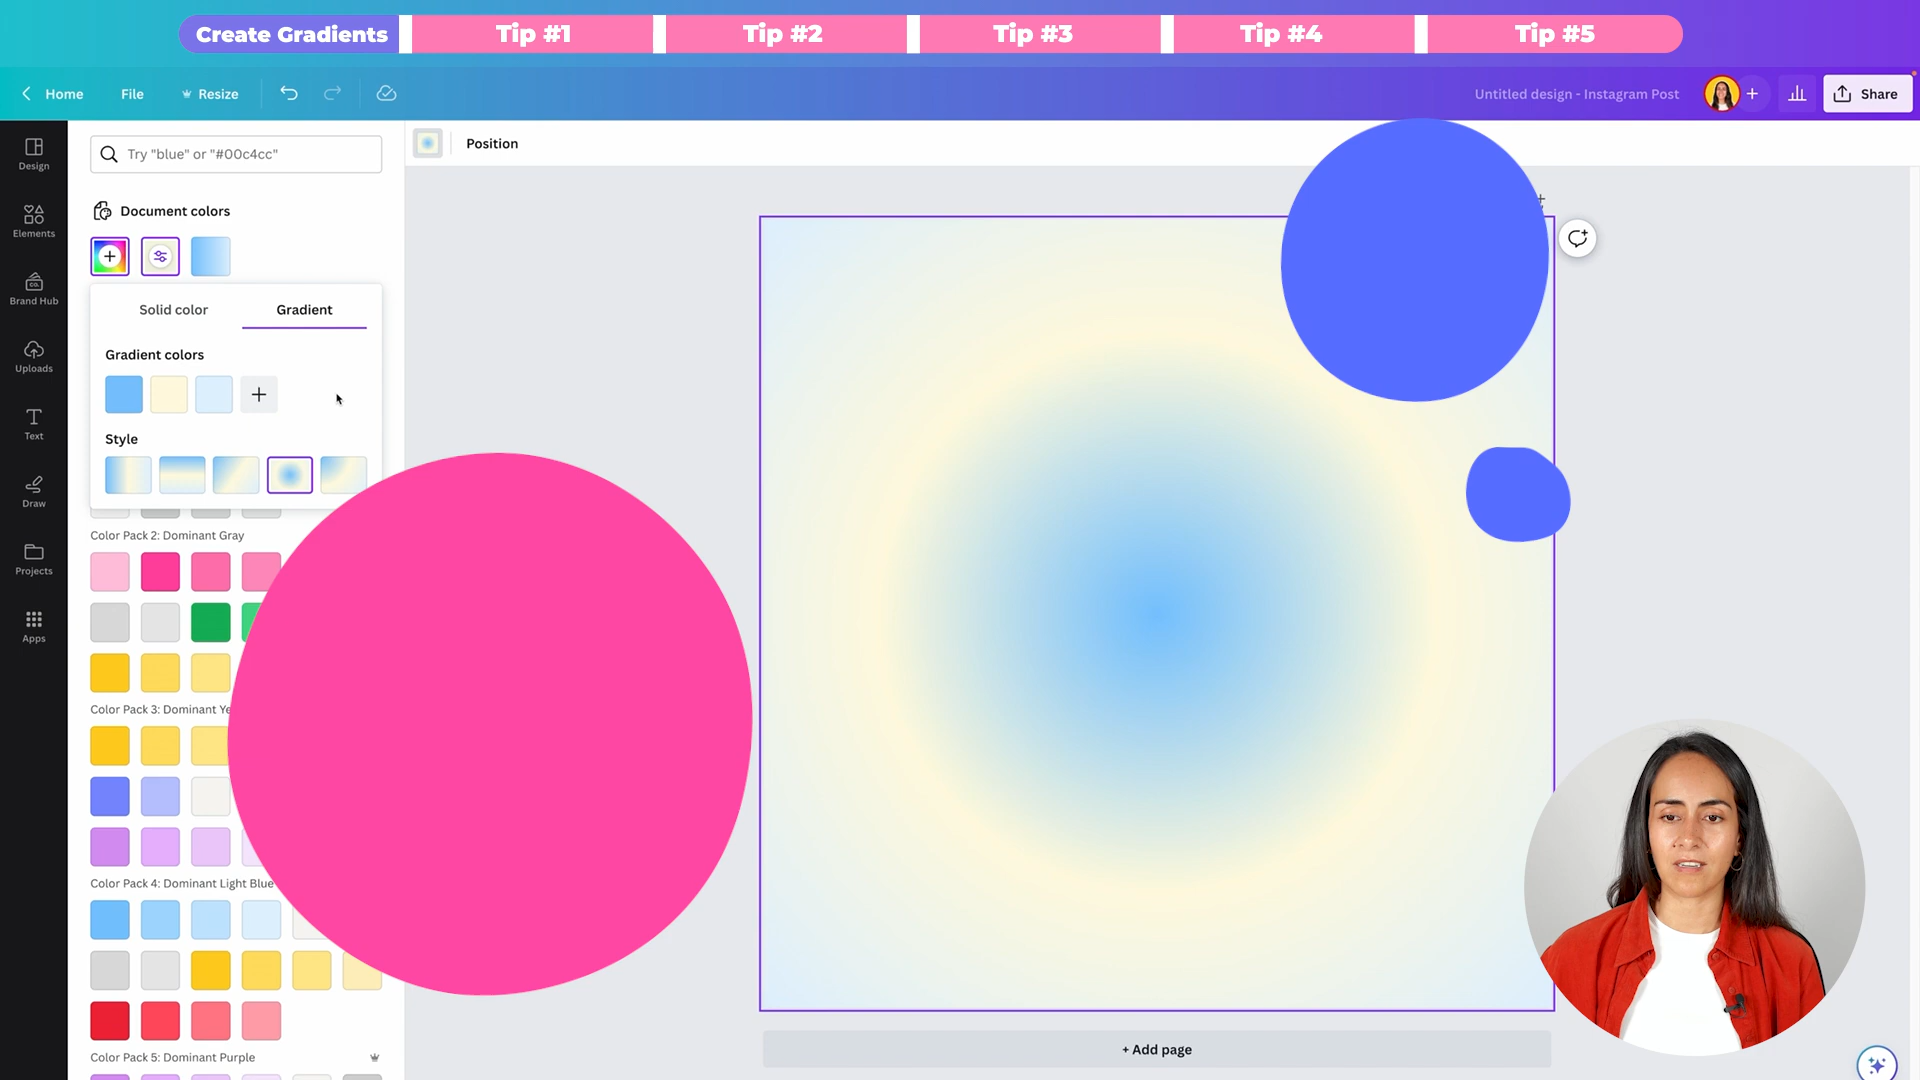 Create Gradients
Tip #1
Tip #2
Tip #3
Tip #4
Tip #5
Home
File
Resize
Untitled design - Instagram Post
Share
Design
Elements
Brand Hub
CO.
Uploads
Text
Draw
Projects
Apps
Try "blue" or "#00c4cc"
Position
Document colors
Solid color
Gradient
Gradient colors
Style
Color Pack 2: Dominant Gray
Color Pack 3: Dominant Ye
Color Pack 4: Dominant Light Blue
Color Pack 5: Dominant Purple
+ Add page